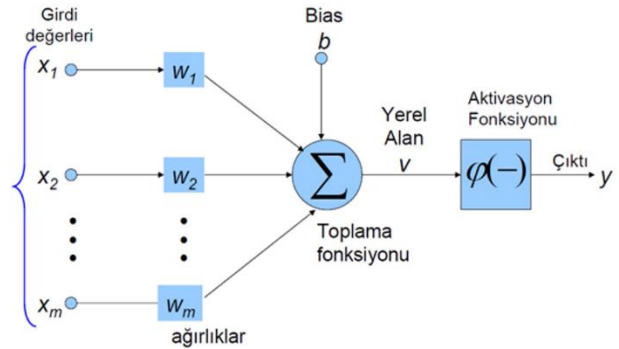 Girdi
değerleri
x1
w1
x2
w2
xm
wm
ağırlıklar
Bias
b
∑
Toplama
fonksiyonu
Yerel
Alan
v
Aktivasyon
Fonksiyonu
φ(−)
Çıktı
y